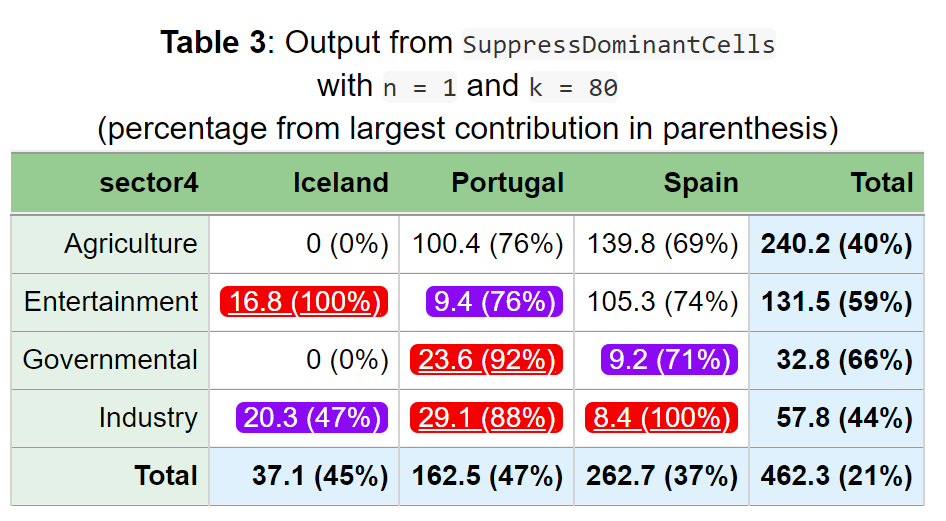 Table 3: Output from SuppressDominantCells
with n = 1 and k = 80
(percentage from largest contribution in parenthesis)
sector4 Iceland Portugal Spain Total
Agriculture 0 (0%) 100.4 (76%) 139.8 (69%) 240.2 (40%)
Entertainment 16.8 (100%) 9.4 (76%) 105.3 (74%) 131.5 (59%)
Governmental 0 (0%) 23.6 (92%) 9.2 (71%) 32.8 (66%)
Industry 20.3 (47%) 29.1 (88%) 8.4 (100%) 57.8 (44%)
Total 37.1 (45%) 162.5 (47%) 262.7 (37%) 462.3 (21%)